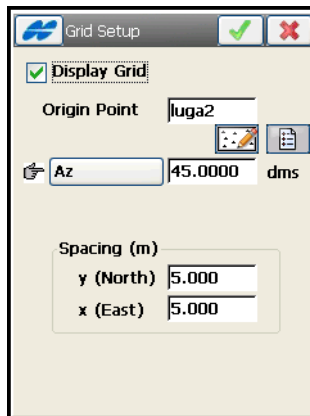 Grid Setup
Display Grid
Origin Point luga2
Az 45.0000 dms
Spacing (m)
y (North) 5.000
x (East) 5.000